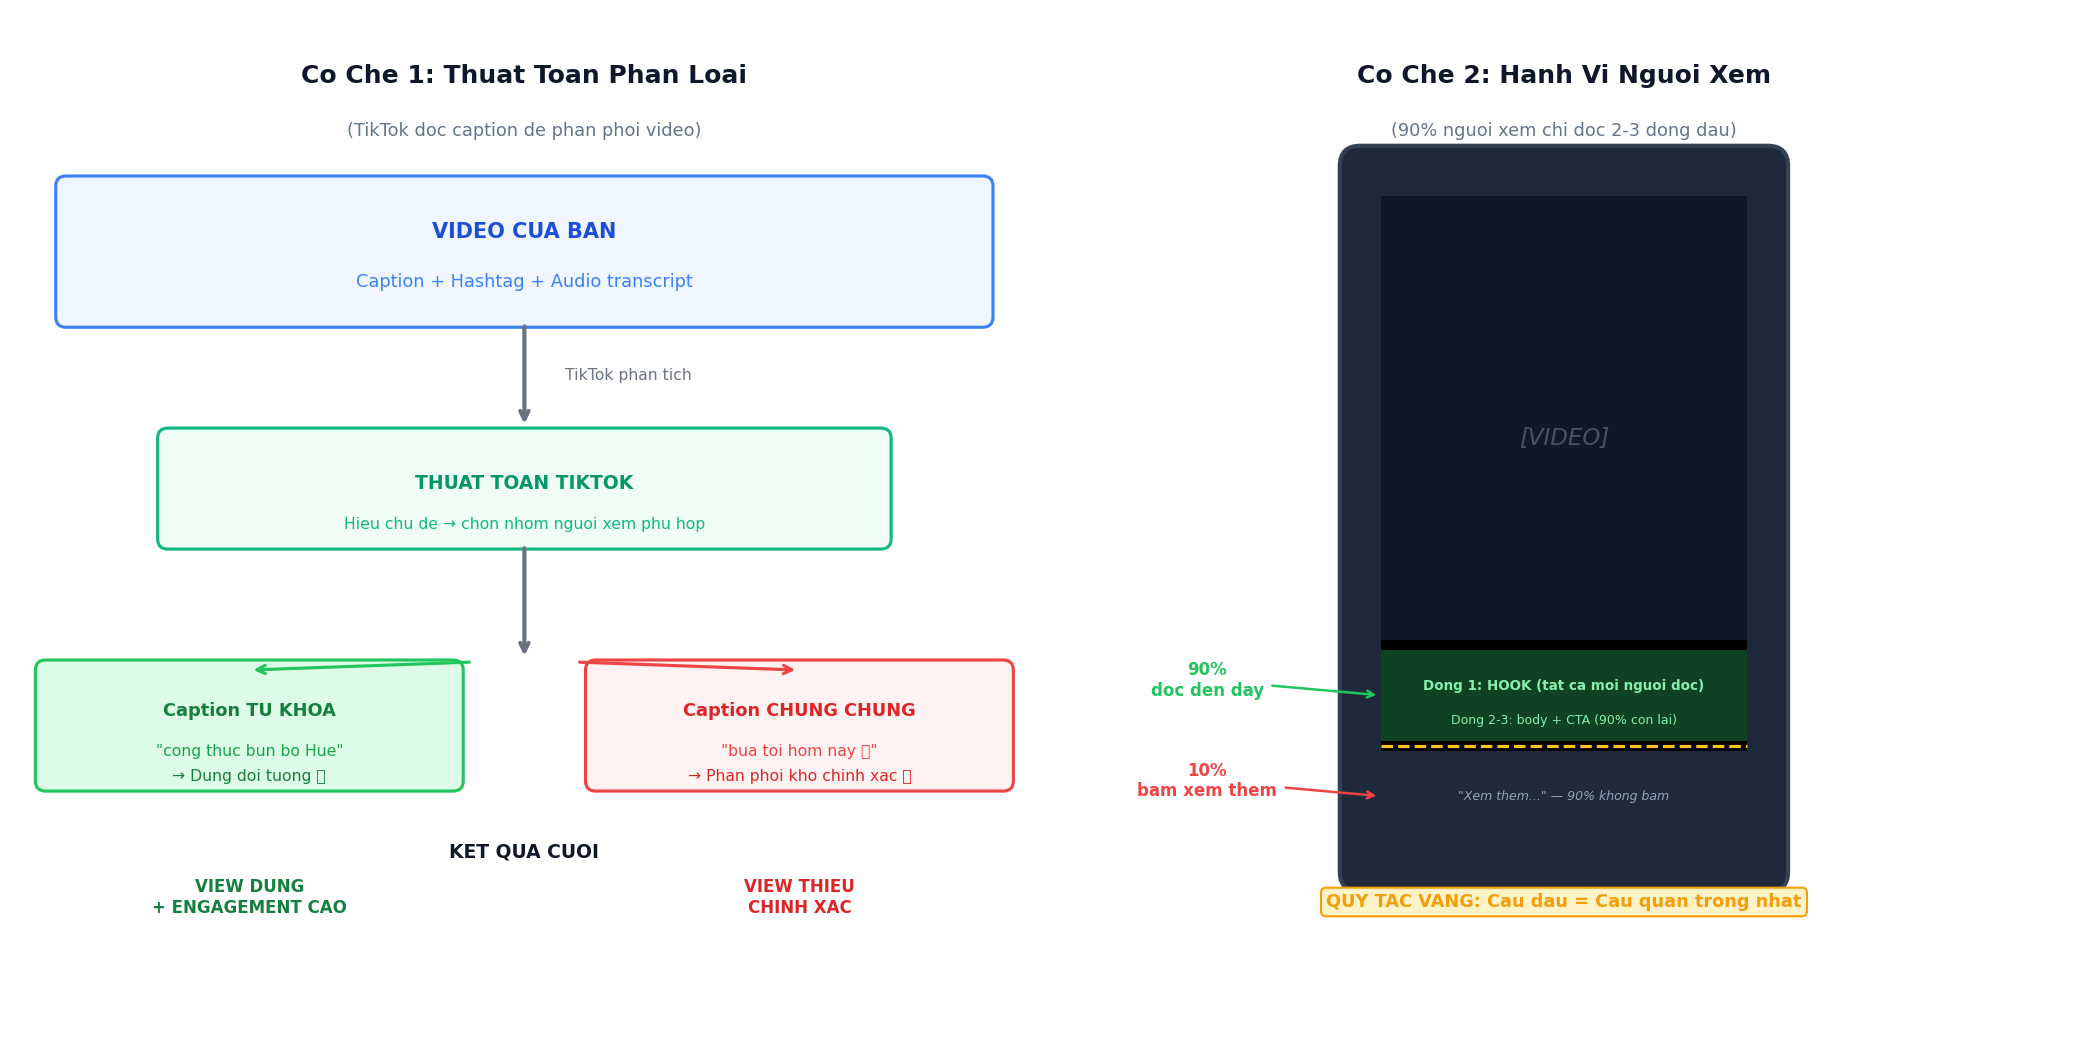 Co Che 1: Thuat Toan Phan Loai
(TikTok doc caption de phan phoi video)
VIDEO CUA BAN
Caption + Hashtag + Audio transcript
TikTok phan tich
THUAT TOAN TIKTOK
Hieu chu de → chon nhom nguoi xem phu hop
Caption TU KHOA
"cong thuc bun bo Hue"
→ Dung doi tuong
Caption CHUNG CHUNG
"bua toi hom nay "
→ Phan phoi kho chinh xac
KET QUA CUOI
VIEW DUNG
+ ENGAGEMENT CAO
VIEW THIEU
CHINH XAC
Co Che 2: Hanh Vi Nguoi Xem
(90% nguoi xem chi doc 2-3 dong dau)
[VIDEO]
90%
doc den day
Dong 1: HOOK (tat ca moi nguoi doc)
Dong 2-3: body + CTA (90% con lai)
10%
bam xem them
"Xem them..." — 90% khong bam
QUY TAC VANG: Cau dau = Cau quan trong nhat